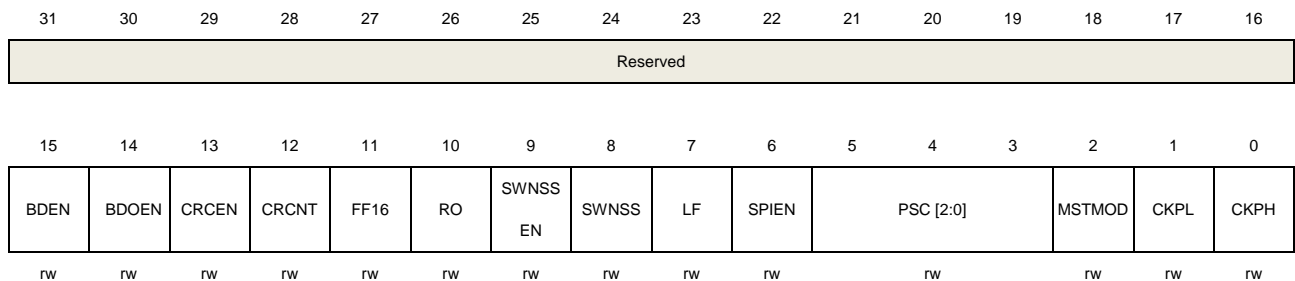 31 30 29 28 27 26 25 24 23 22 21 20 19 18 17 16
Reserved
15 14 13 12 11 10 9 8 7 6 5 4 3 2 1 0
BDEN BDOEN CRCEN CRCNT FF16 RO SWNSS EN SWNSS LF SPIEN PSC [2:0] MSTMOD CKPL CKPH
rw rw rw rw rw rw rw rw rw rw rw rw rw rw